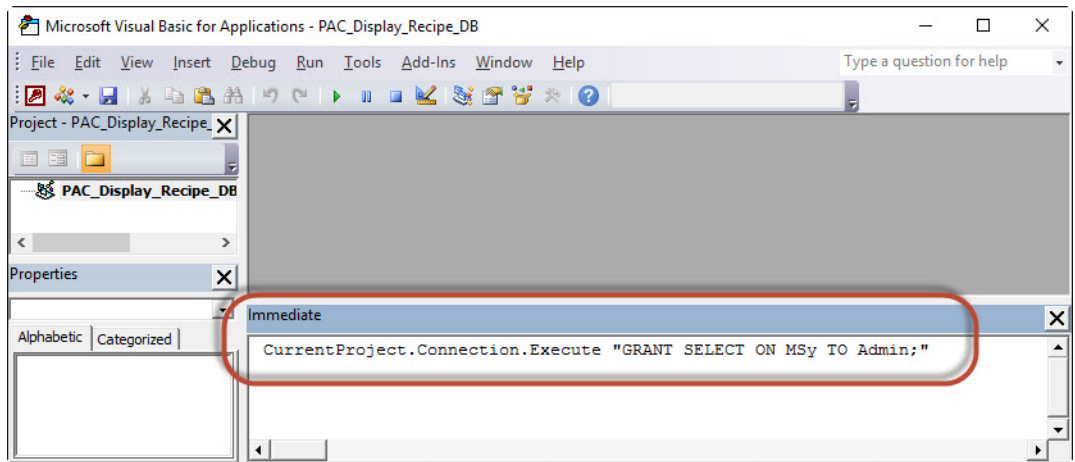 Microsoft Visual Basic for Applications - PAC_Display_Recipe_DB
File Edit View Insert Debug Run Tools Add-Ins Window Help
Type a question for help
Project - PAC_Display_Recipe_
PAC_Display_Recipe_DB
Properties
Alphabetic Categorized
Immediate
CurrentProject.Connection.Execute "GRANT SELECT ON MSy TO Admin;"